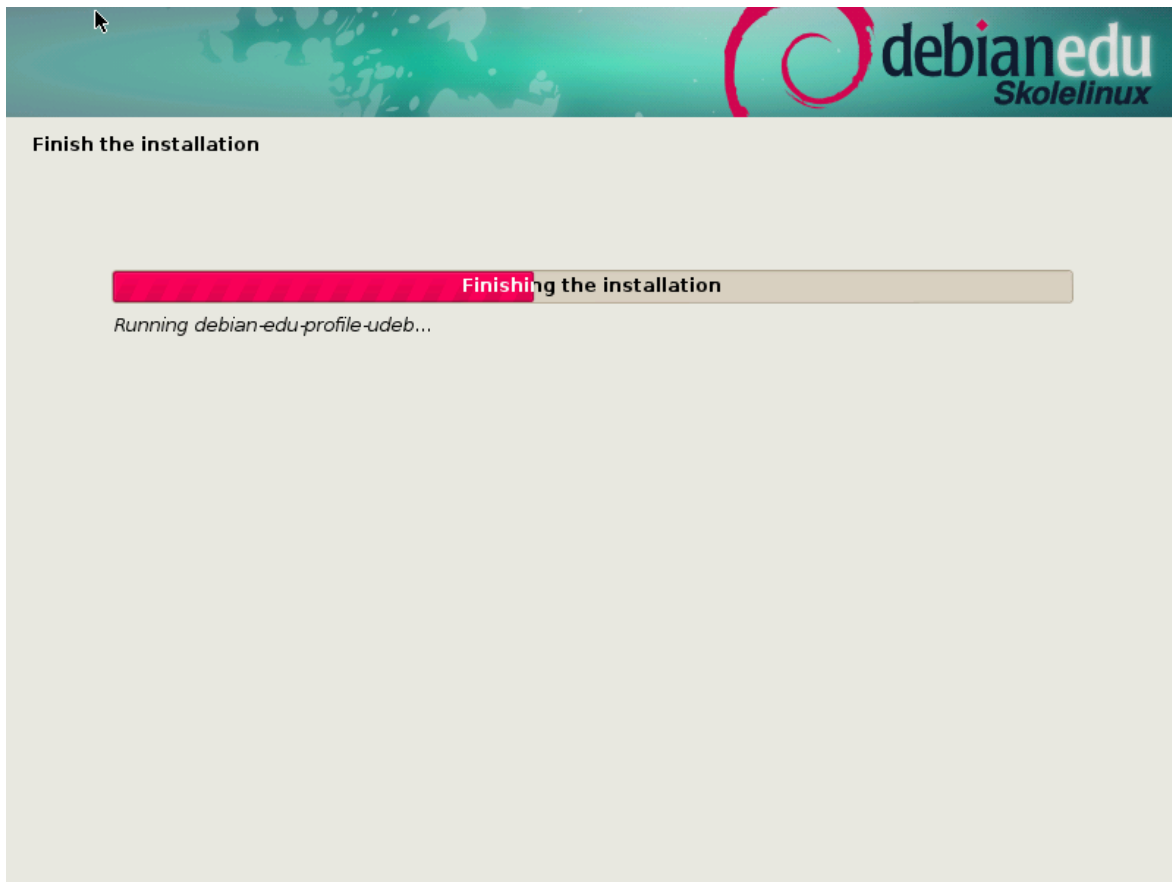 debianedu
Skolelinux
Finish the installation
Finishing the installation
Running debian-edu-profile-udeb...